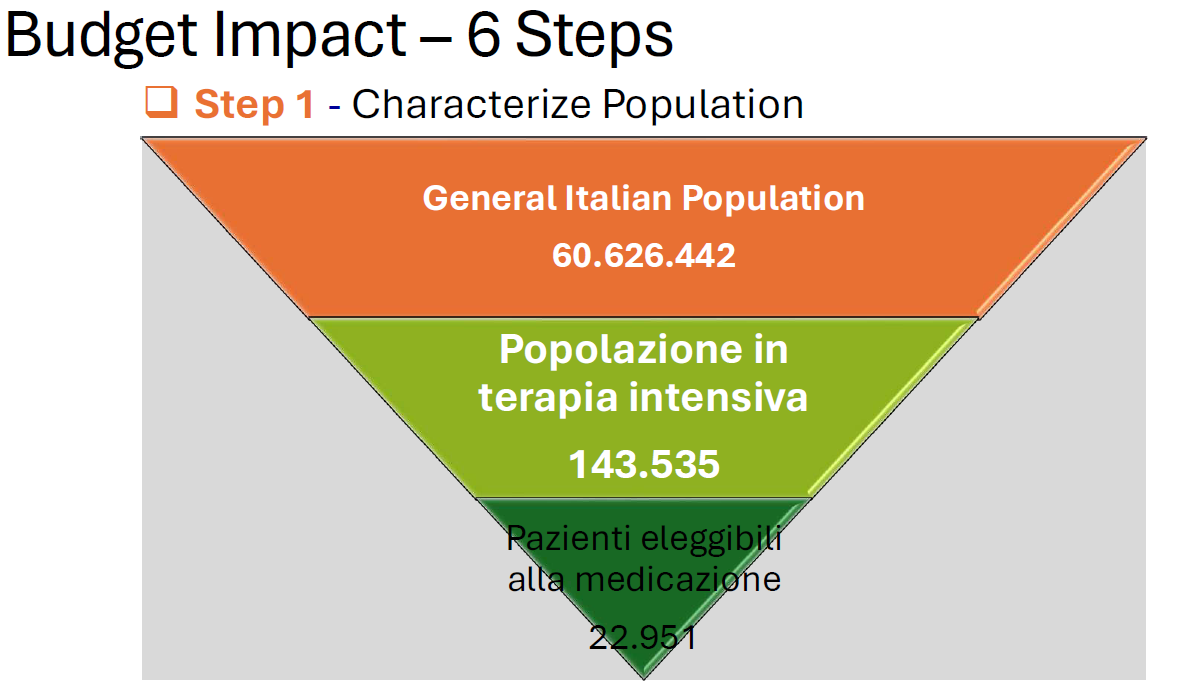 Budget Impact – 6 Steps
❑ Step 1 - Characterize Population
General Italian Population
60.626.442
Popolazione in
terapia intensiva
143.535
Pazienti eleggibili
alla medicazione
22.951